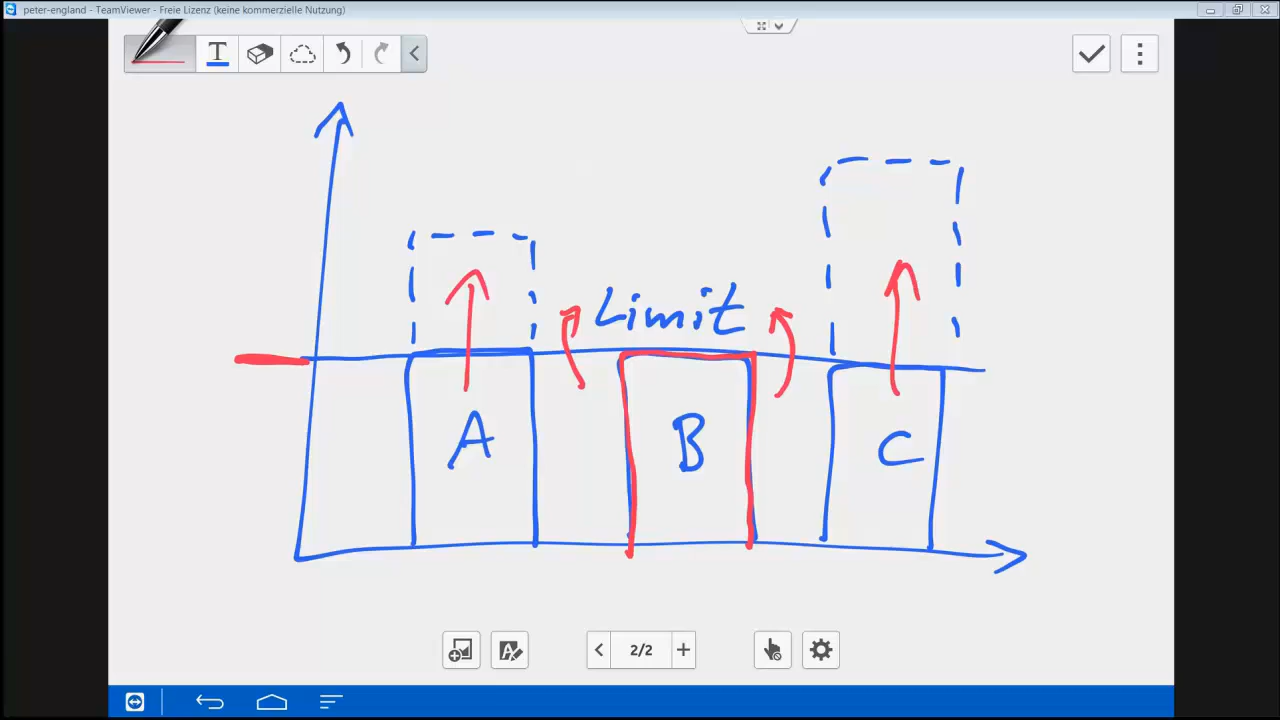 peter-england - TeamViewer - Freie Lizenz (keine kommerzielle Nutzung)
T
Limit
A
B
C
A
2/2